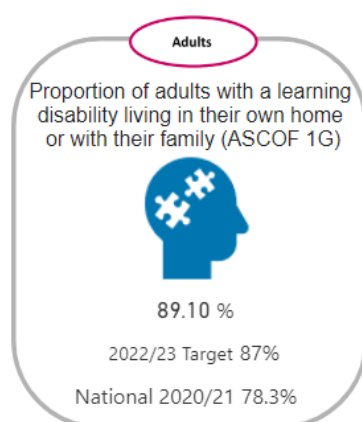 Adults
Proportion of adults with a learning
disability living in their own home
or with their family (ASCOF 1G)
89.10 %
2022/23 Target 87%
National 2020/21 78.3%